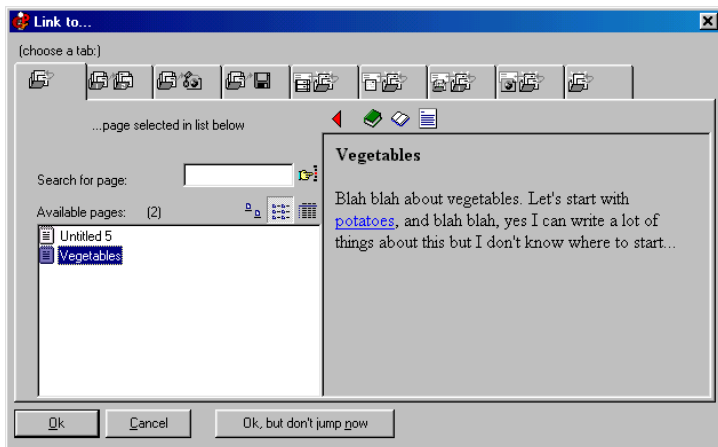 Link to...
(choose a tab:)
...page selected in list below
Search for page:
Available pages: (2)
Untitled 5
Vegetables
Vegetables
Blah blah about vegetables. Let's start with
potatoes, and blah blah, yes I can write a lot of
things about this but I don't know where to start...
Ok
Cancel
Ok, but don't jump now